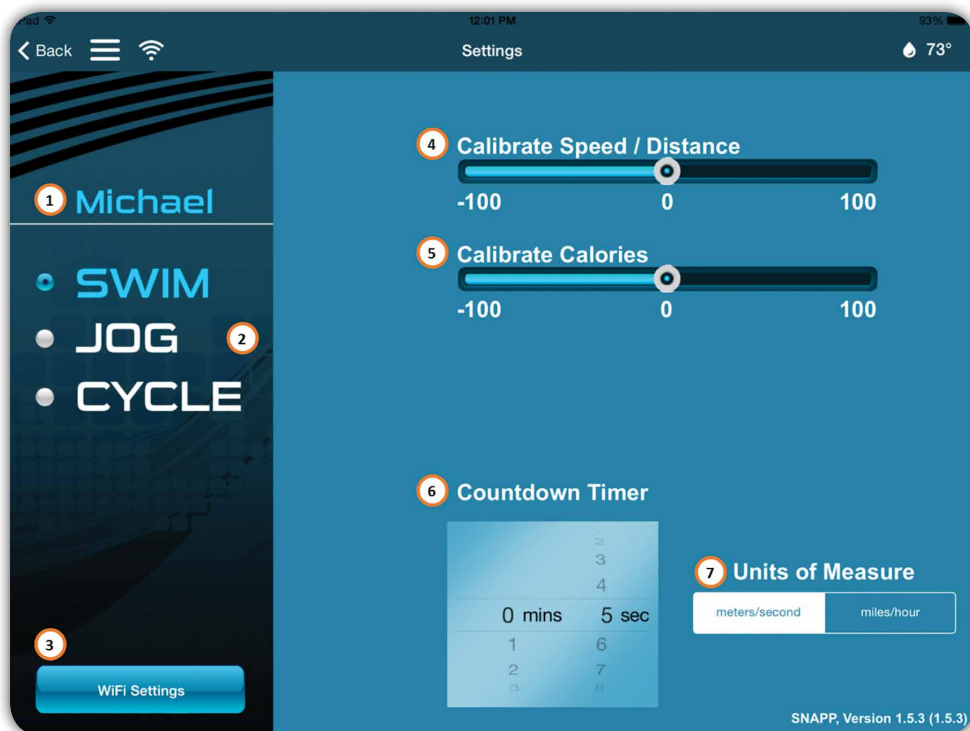 iPad 12:01 PM 93%
Back Settings 73°
4 Calibrate Speed / Distance
-100 0 100
1 Michael
5 Calibrate Calories
-100 0 100
SWIM
JOG 2
CYCLE
6 Countdown Timer
2
3
4
0 mins 5 sec
1 6
2 7
3 8
7 Units of Measure
meters/second miles/hour
3
WiFi Settings
SNAPP, Version 1.5.3 (1.5.3)